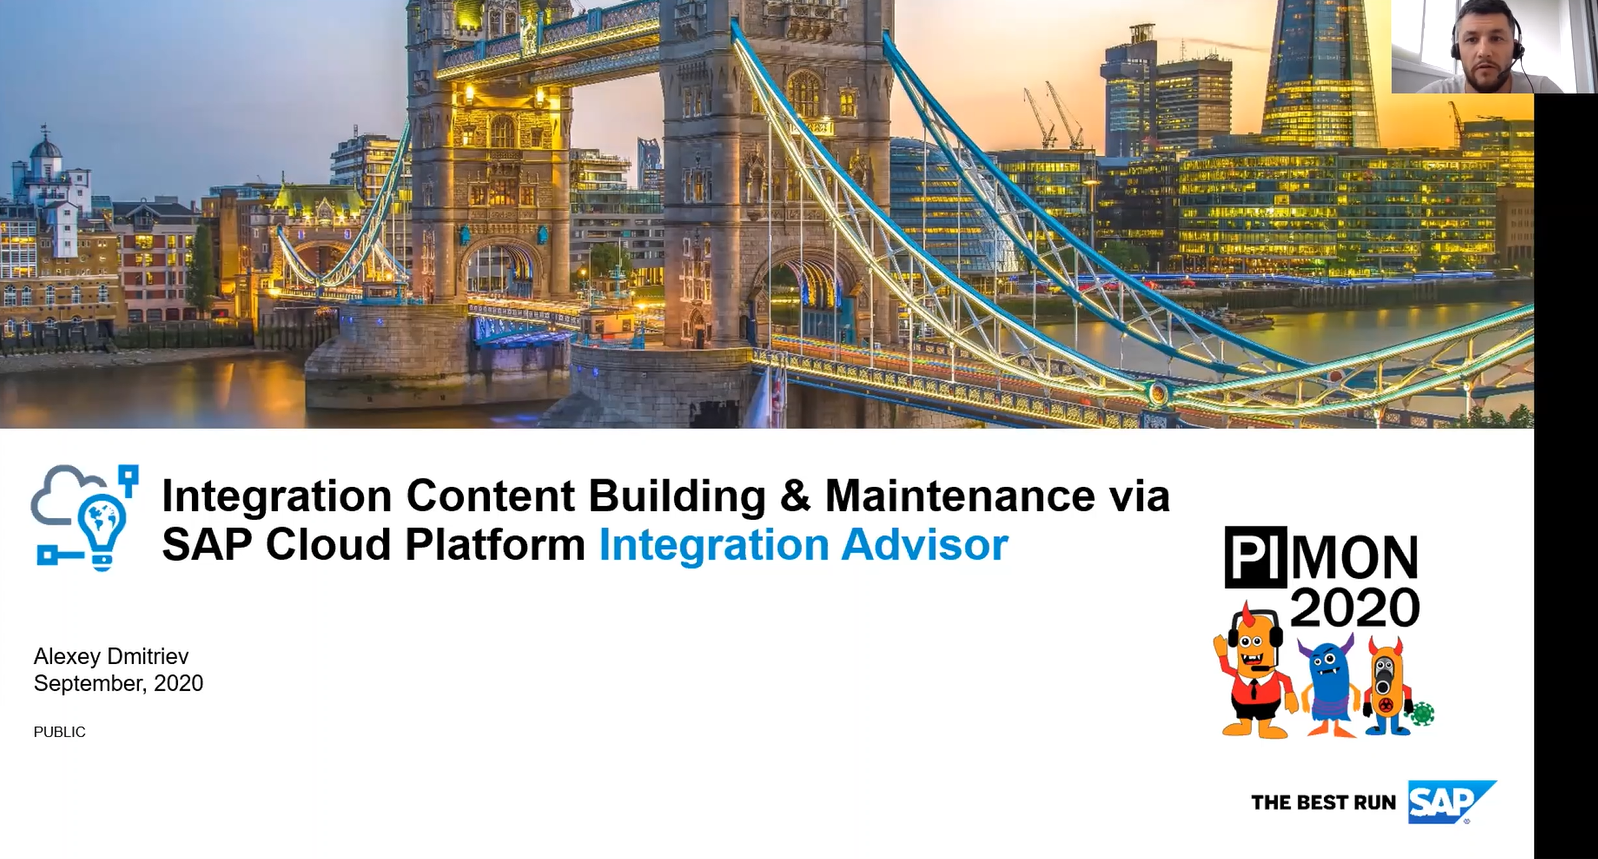 Integration Content Building & Maintenance via
SAP Cloud Platform Integration Advisor
PIMON
2020
Alexey Dmitriev
September, 2020
PUBLIC
THE BEST RUN SAP